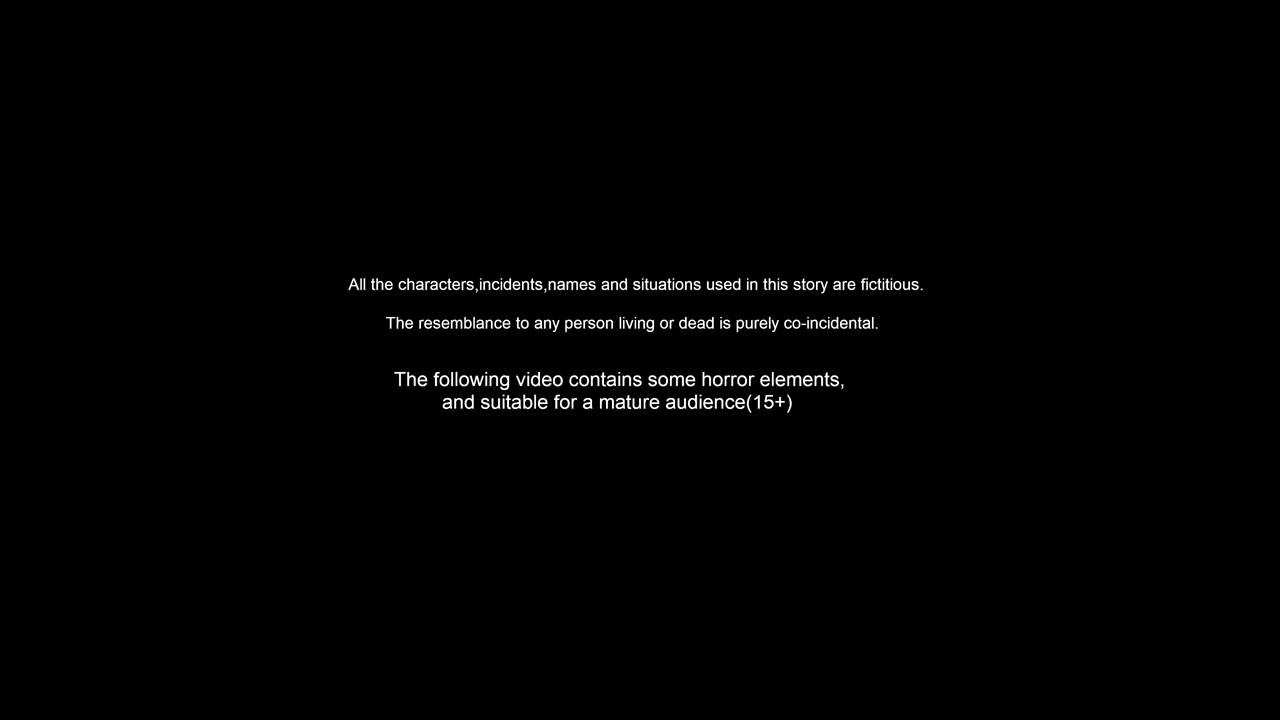 All the characters,incidents,names and situations used in this story are fictitious.
The resemblance to any person living or dead is purely co-incidental.
The following video contains some horror elements,
and suitable for a mature audience(15+)